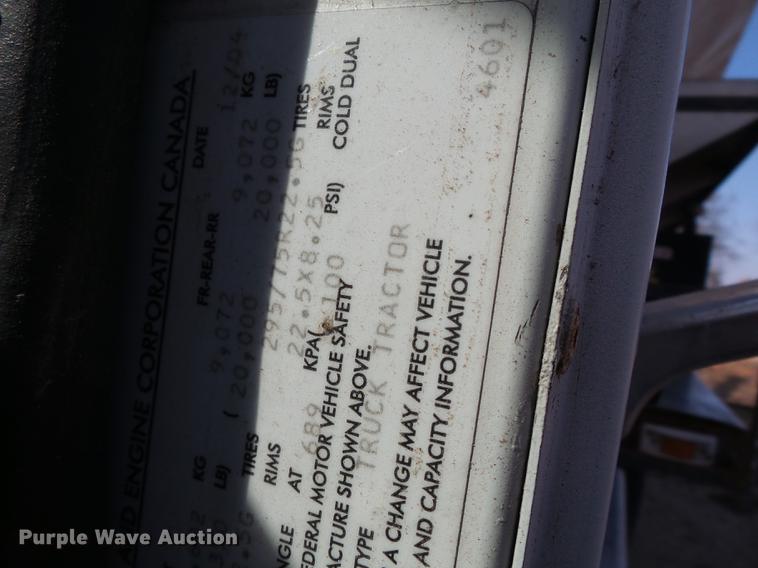 AND ENGINE CORPORATION CANADA
DATE 12/04
FR-REAR-RR
KG 9,072 9,072 KG
LB) ( 20,000 20,000 LB)
.5G TIRES 295/75R22.5G TIRES
RIMS 22.5X8.25 RIMS
AT 689 KPA( 100 PSI) COLD DUAL
FEDERAL MOTOR VEHICLE SAFETY
SHOWN ABOVE.
TYPE TRUCK TRACTOR
A CHANGE MAY AFFECT VEHICLE
AND CAPACITY INFORMATION.
4601
Purple Wave Auction